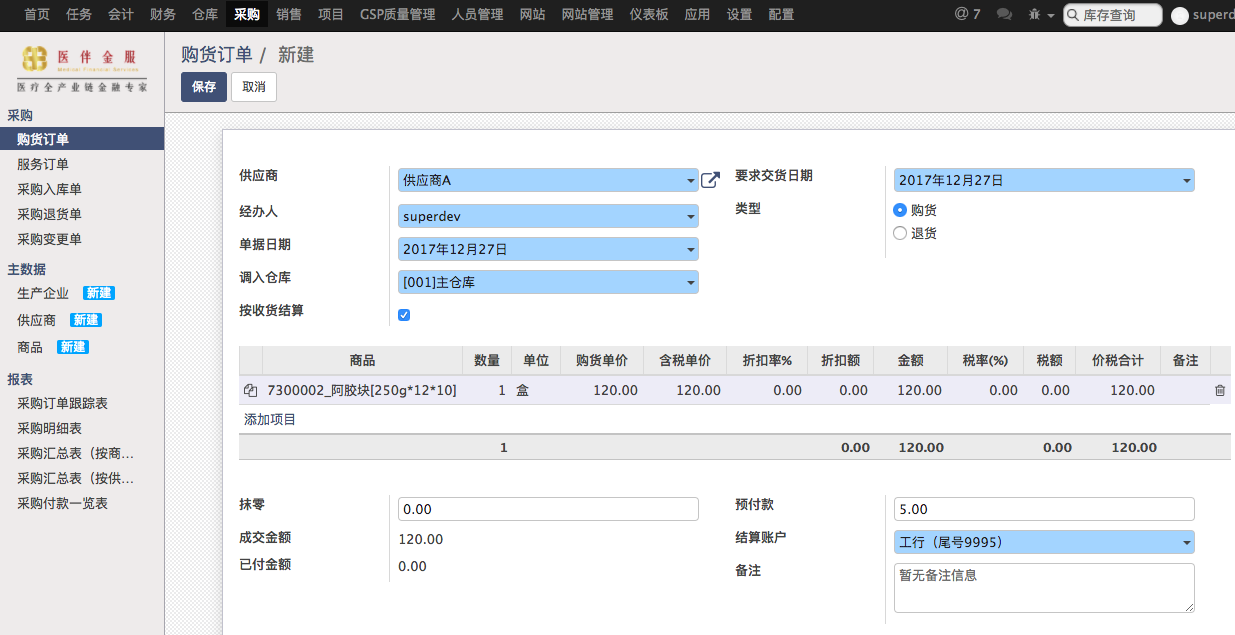 首页 任务 会计 财务 仓库 采购 销售 项目 GSP质量管理 人员管理 网站 网站管理 仪表板 应用 设置 配置 @ 7 库存查询 superd
医伴金服
Medical Financial Services
医疗全产业链金融专家
购货订单 / 新建
保存 取消
采购
购货订单
服务订单
采购入库单
采购退货单
采购变更单
主数据
生产企业 新建
供应商 新建
商品 新建
报表
采购订单跟踪表
采购明细表
采购汇总表（按商...
采购汇总表（按供...
采购付款一览表
供应商 供应商A
经办人 superdev
单据日期 2017年12月27日
调入仓库 [001]主仓库
按收货结算
要求交货日期 2017年12月27日
类型 购货
退货
商品 数量 单位 购货单价 含税单价 折扣率% 折扣额 金额 税率(%) 税额 价税合计 备注
7300002_阿胶块[250g*12*10] 1 盒 120.00 120.00 0.00 0.00 120.00 0.00 0.00 120.00
添加项目
1 0.00 120.00 0.00 120.00
抹零 0.00
成交金额 120.00
已付金额 0.00
预付款 5.00
结算账户 工行（尾号9995）
备注 暂无备注信息